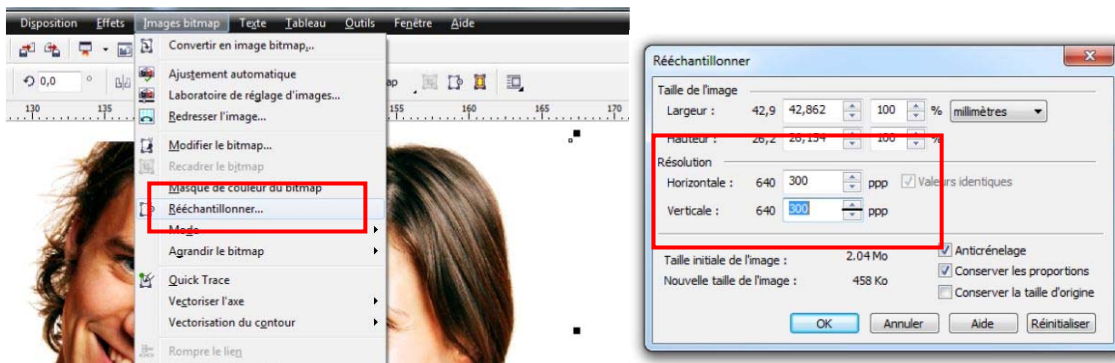 Disposition Effets Images bitmap Texte Tableau Outils Fenêtre Aide
Convertir en image bitmap...
0,0 °
Ajustement automatique
Laboratoire de réglage d'images...
130 135 155 160 165 170
Redresser l'image...
Modifier le bitmap...
Recadrer le bitmap
Masque de couleur du bitmap
Rééchantillonner...
Mode
Agrandir le bitmap
Quick Trace
Vectoriser l'axe
Vectorisation du contour
Rompre le lien
Rééchantillonner
Taille de l'image
Largeur : 42,9 42,862 100 % millimètres
Hauteur : 26,2 26,154 100 %
Résolution
Horizontale : 640 300 ppp Valeurs identiques
Verticale : 640 300 ppp
Taille initiale de l'image : 2.04 Mo
Nouvelle taille de l'image : 458 Ko
Anticrénelage
Conserver les proportions
Conserver la taille d'origine
OK Annuler Aide Réinitialiser